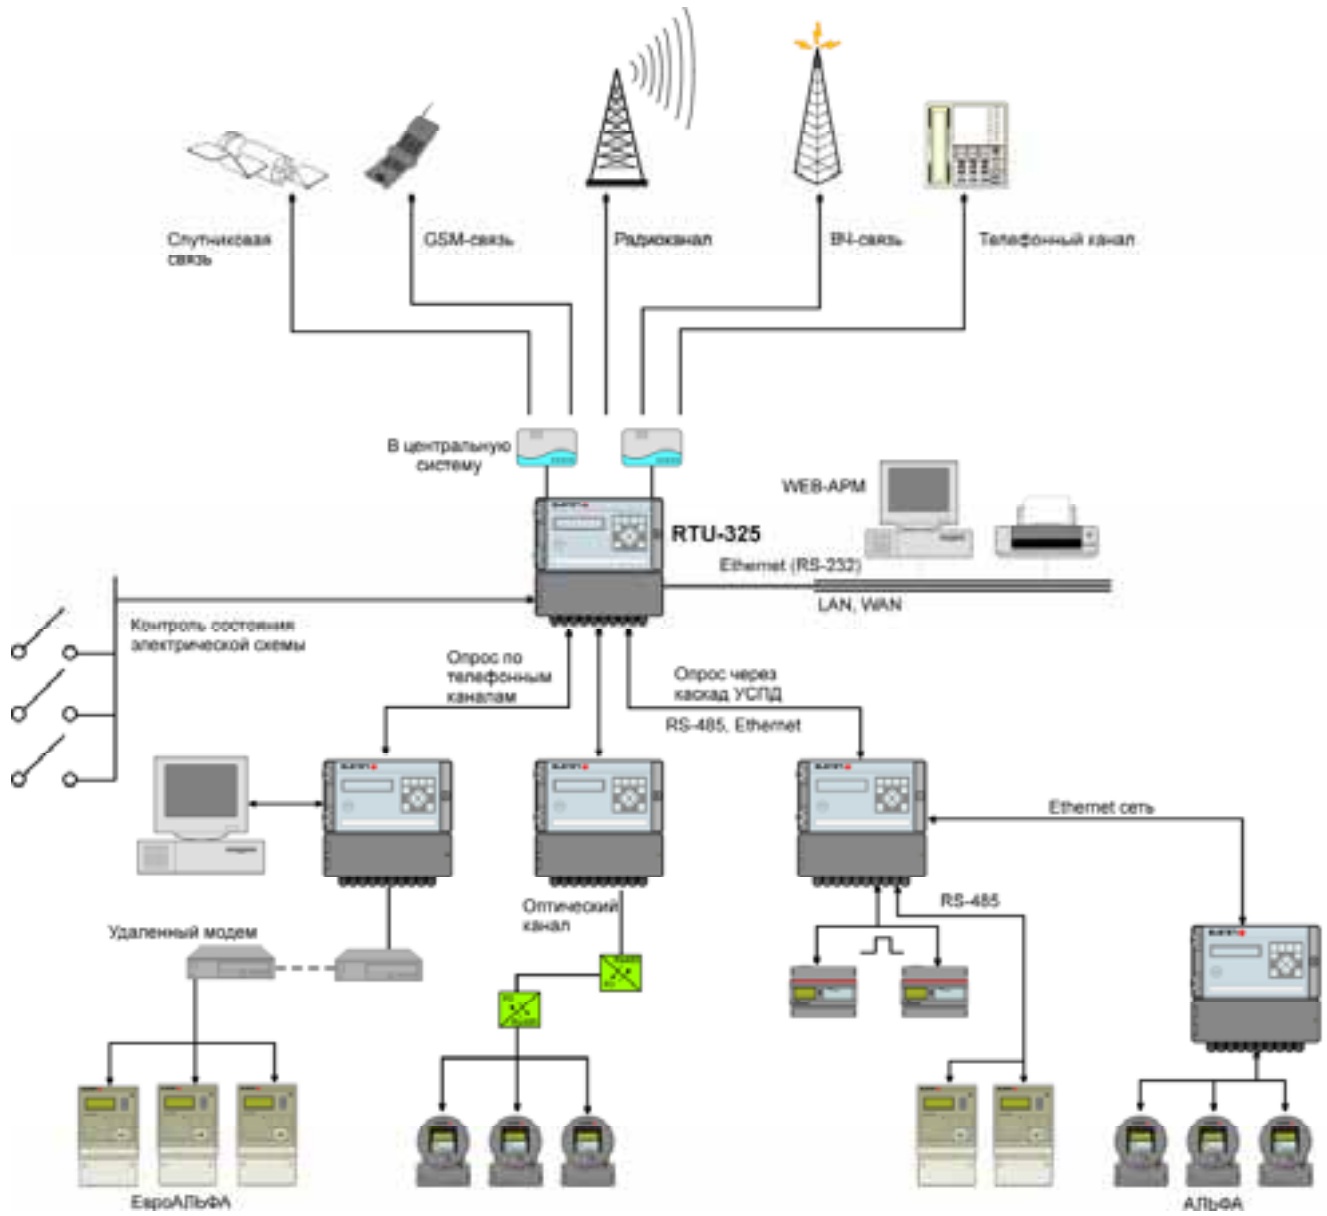 Спутниковая
связь
GSM-связь
Радиоканал
ВЧ-связь
Телефонный канал
В центральную
систему
WEB-АРМ
RTU-325
Ethernet (RS-232)
LAN, WAN
Контроль состояния
электрической схемы
Опрос по
телефонным
каналам
Опрос через
каскад УСПД
RS-485, Ethernet
Ethernet сеть
Оптический
канал
RS-485
Удаленный модем
ЕвроАЛЬФА
АЛЬФА